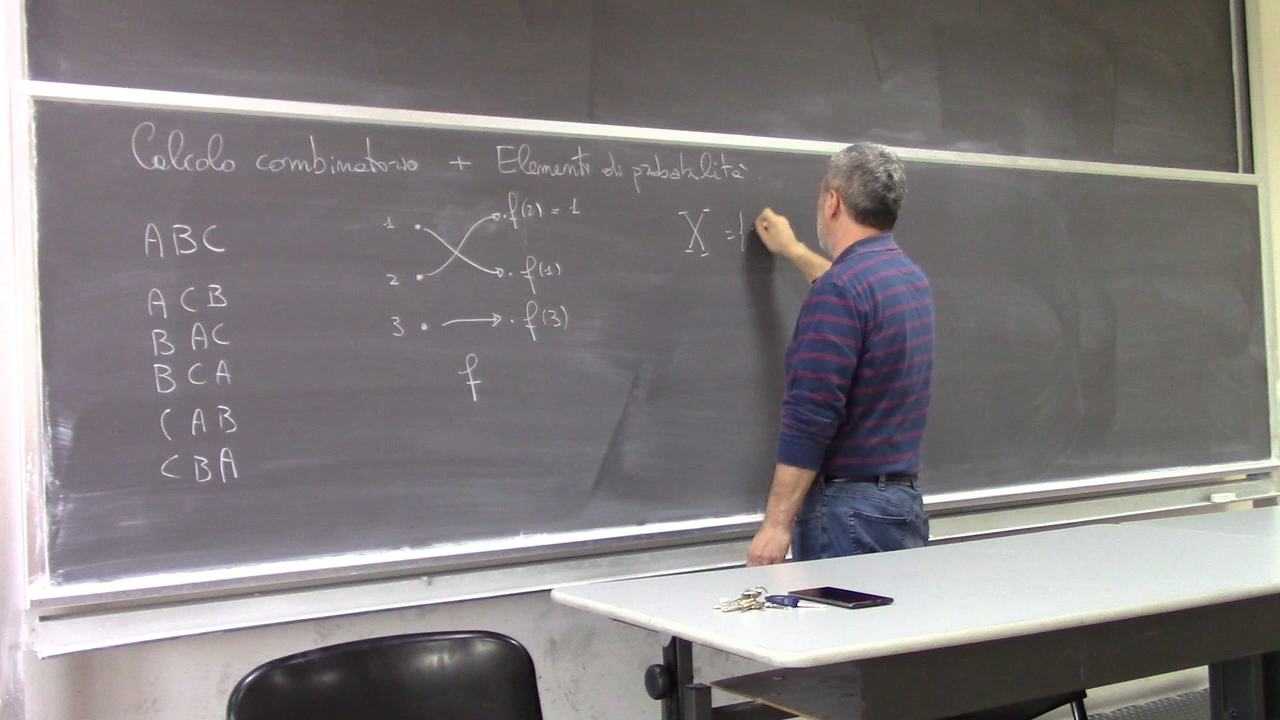 Calcolo combinatorio + Elementi di probabilità.
ABC
ACB
BAC
BCA
CAB
CBA
1 f(2) = 1
2 f(1)
3 f(3)
f
X =